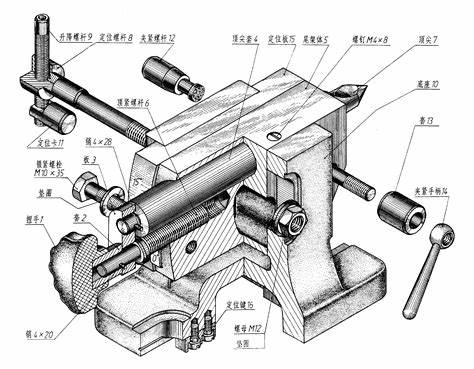 升降螺杆 9
定位螺杆 8
夹紧螺杆 12
顶尖套 4
定位板 15
尾架体 5
螺钉 M4×8
顶尖 7
顶紧螺杆 6
底座 10
定位卡 11
销 4×28
套 13
锁紧螺栓
M10×35
板 3
垫圈
15
夹紧手柄 14
套 2
捏手 1
定位键 16
螺母 M12
垫圈
销 4×20